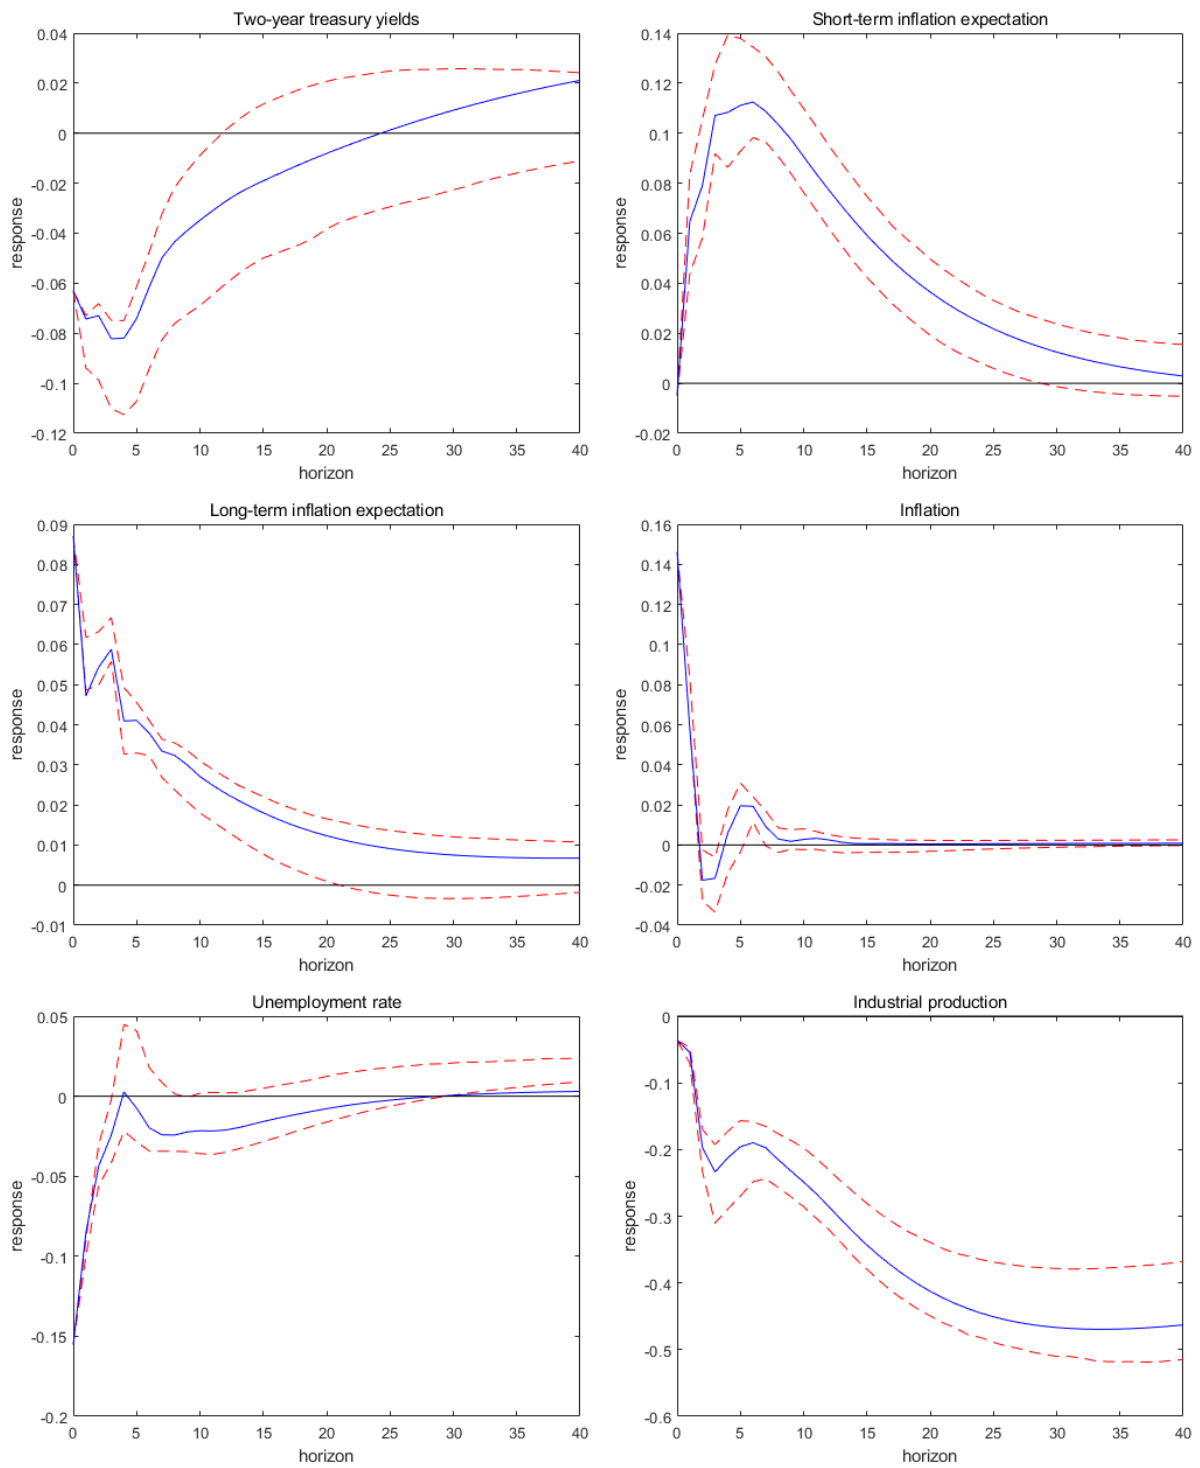 Two-year treasury yields
0.04
0.02
0
-0.02
-0.04
-0.06
-0.08
-0.1
-0.12
response
0 5 10 15 20 25 30 35 40
horizon
Short-term inflation expectation
0.14
0.12
0.1
0.08
0.06
0.04
0.02
0
-0.02
response
0 5 10 15 20 25 30 35 40
horizon
Long-term inflation expectation
0.09
0.08
0.07
0.06
0.05
0.04
0.03
0.02
0.01
0
-0.01
response
0 5 10 15 20 25 30 35 40
horizon
Inflation
0.16
0.14
0.12
0.1
0.08
0.06
0.04
0.02
0
-0.02
-0.04
response
0 5 10 15 20 25 30 35 40
horizon
Unemployment rate
0.05
0
-0.05
-0.1
-0.15
-0.2
response
0 5 10 15 20 25 30 35 40
horizon
Industrial production
0
-0.1
-0.2
-0.3
-0.4
-0.5
-0.6
response
0 5 10 15 20 25 30 35 40
horizon